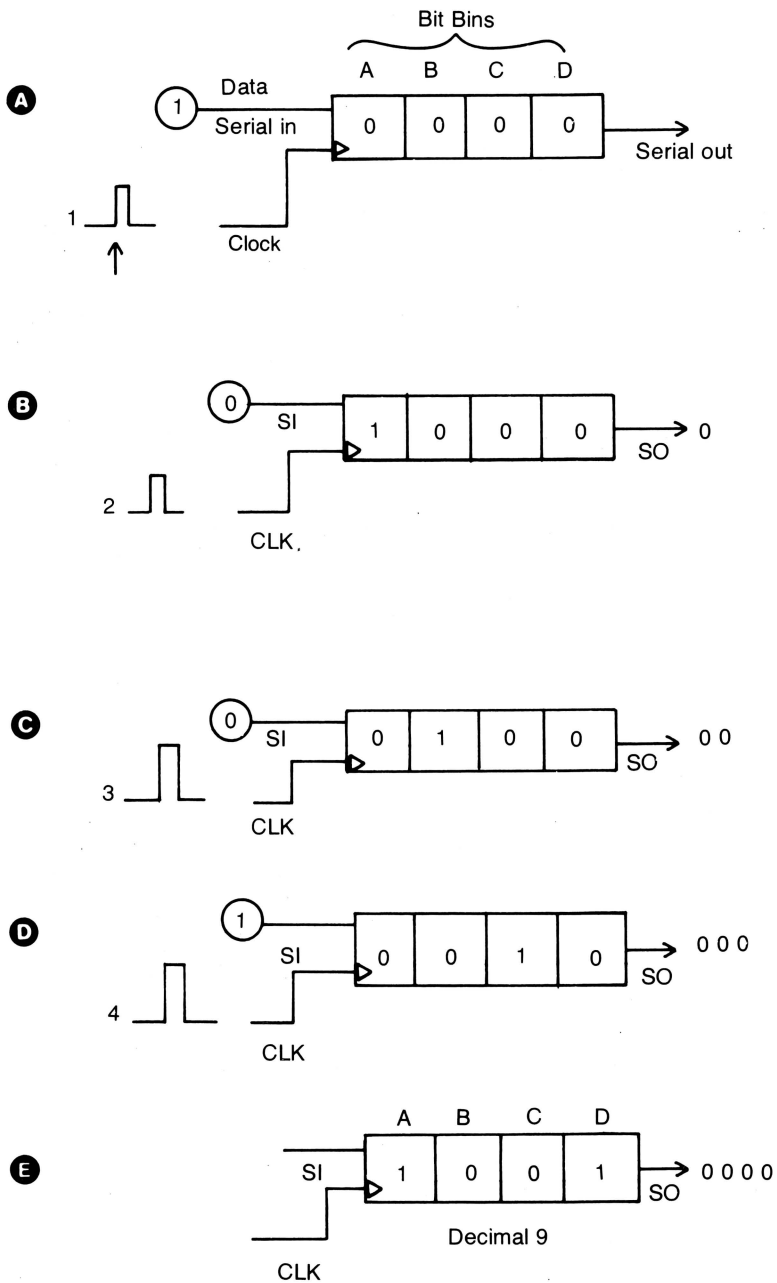 Bit Bins
A B C D
A
1
Data
Serial in
0 0 0 0
Serial out
1
Clock
B
0
SI
1 0 0 0
SO
0
2
CLK.
C
0
SI
0 1 0 0
SO
0 0
3
CLK
D
1
SI
0 0 1 0
SO
0 0 0
4
CLK
A B C D
E
SI
1 0 0 1
SO
0 0 0 0
Decimal 9
CLK